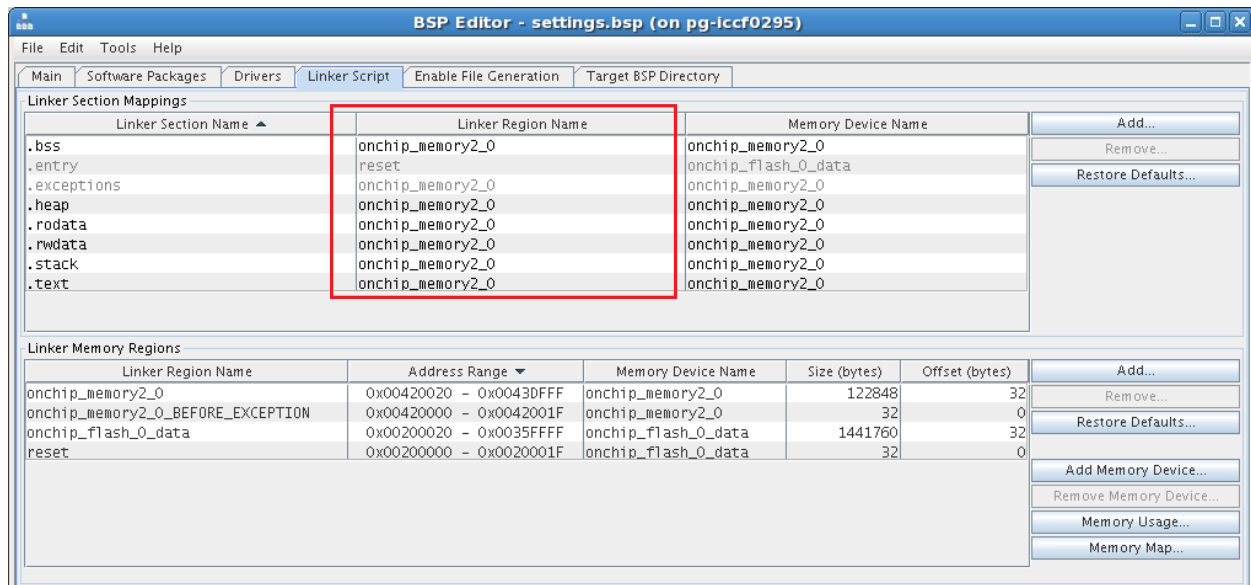 BSP Editor - settings.bsp (on pg-iccf0295)
File Edit Tools Help
Main Software Packages Drivers Linker Script Enable File Generation Target BSP Directory
Linker Section Mappings
Linker Section Name Linker Region Name Memory Device Name Add...
.bss onchip_memory2_0 onchip_memory2_0 Remove...
.entry reset onchip_flash_0_data
.exceptions onchip_memory2_0 onchip_memory2_0 Restore Defaults...
.heap onchip_memory2_0 onchip_memory2_0
.rodata onchip_memory2_0 onchip_memory2_0
.rwdata onchip_memory2_0 onchip_memory2_0
.stack onchip_memory2_0 onchip_memory2_0
.text onchip_memory2_0 onchip_memory2_0
Linker Memory Regions
Linker Region Name Address Range Memory Device Name Size (bytes) Offset (bytes) Add...
onchip_memory2_0 0x00420020 - 0x0043DFFF onchip_memory2_0 122848 32 Remove...
onchip_memory2_0_BEFORE_EXCEPTION 0x00420000 - 0x0042001F onchip_memory2_0 32 0
onchip_flash_0_data 0x00200020 - 0x0035FFFF onchip_flash_0_data 1441760 32 Restore Defaults...
reset 0x00200000 - 0x0020001F onchip_flash_0_data 32 0
Add Memory Device...
Remove Memory Device...
Memory Usage...
Memory Map...